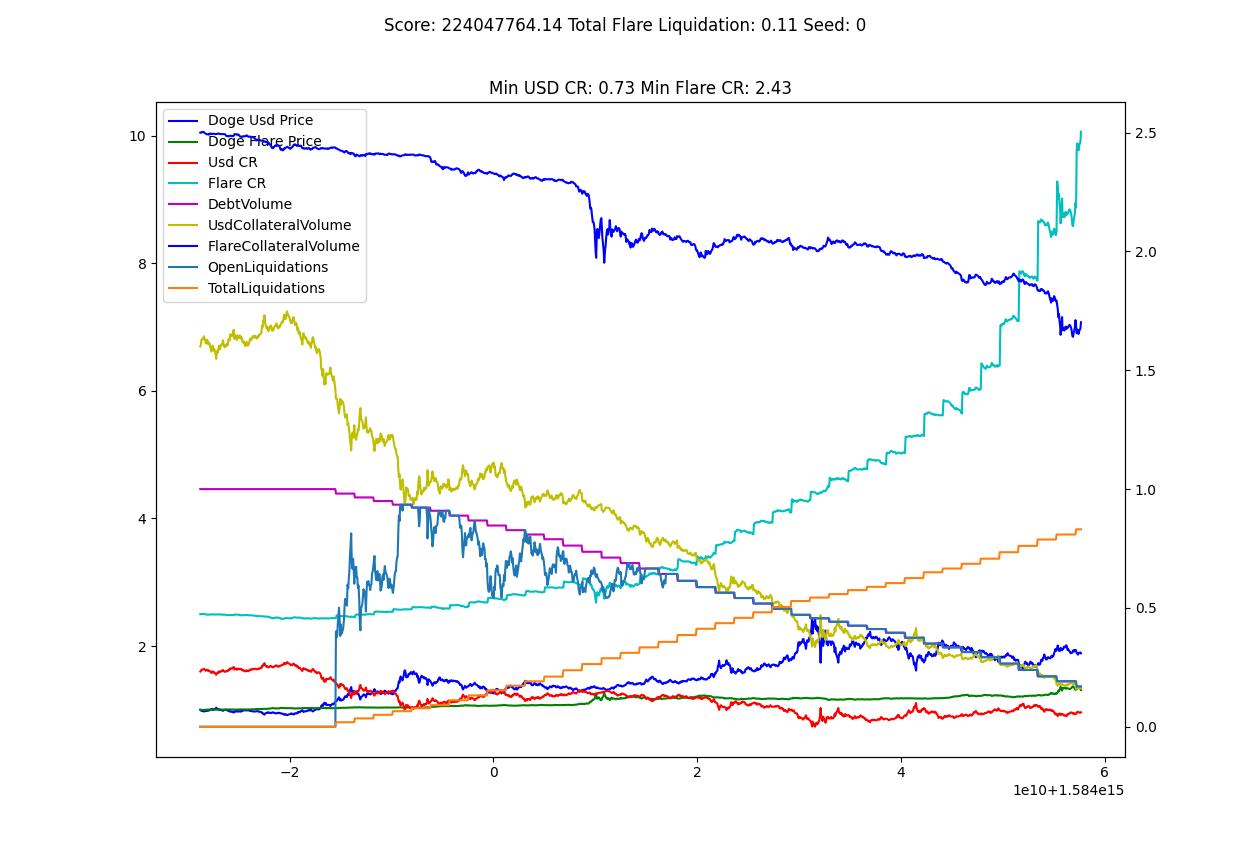 Score: 224047764.14 Total Flare Liquidation: 0.11 Seed: 0
Min USD CR: 0.73 Min Flare CR: 2.43
Doge Usd Price
Doge Flare Price
Usd CR
Flare CR
DebtVolume
UsdCollateralVolume
FlareCollateralVolume
OpenLiquidations
TotalLiquidations
10
8
6
4
2
2.5
2.0
1.5
1.0
0.5
0.0
−2
0
2
4
6
1e10+1.584e15